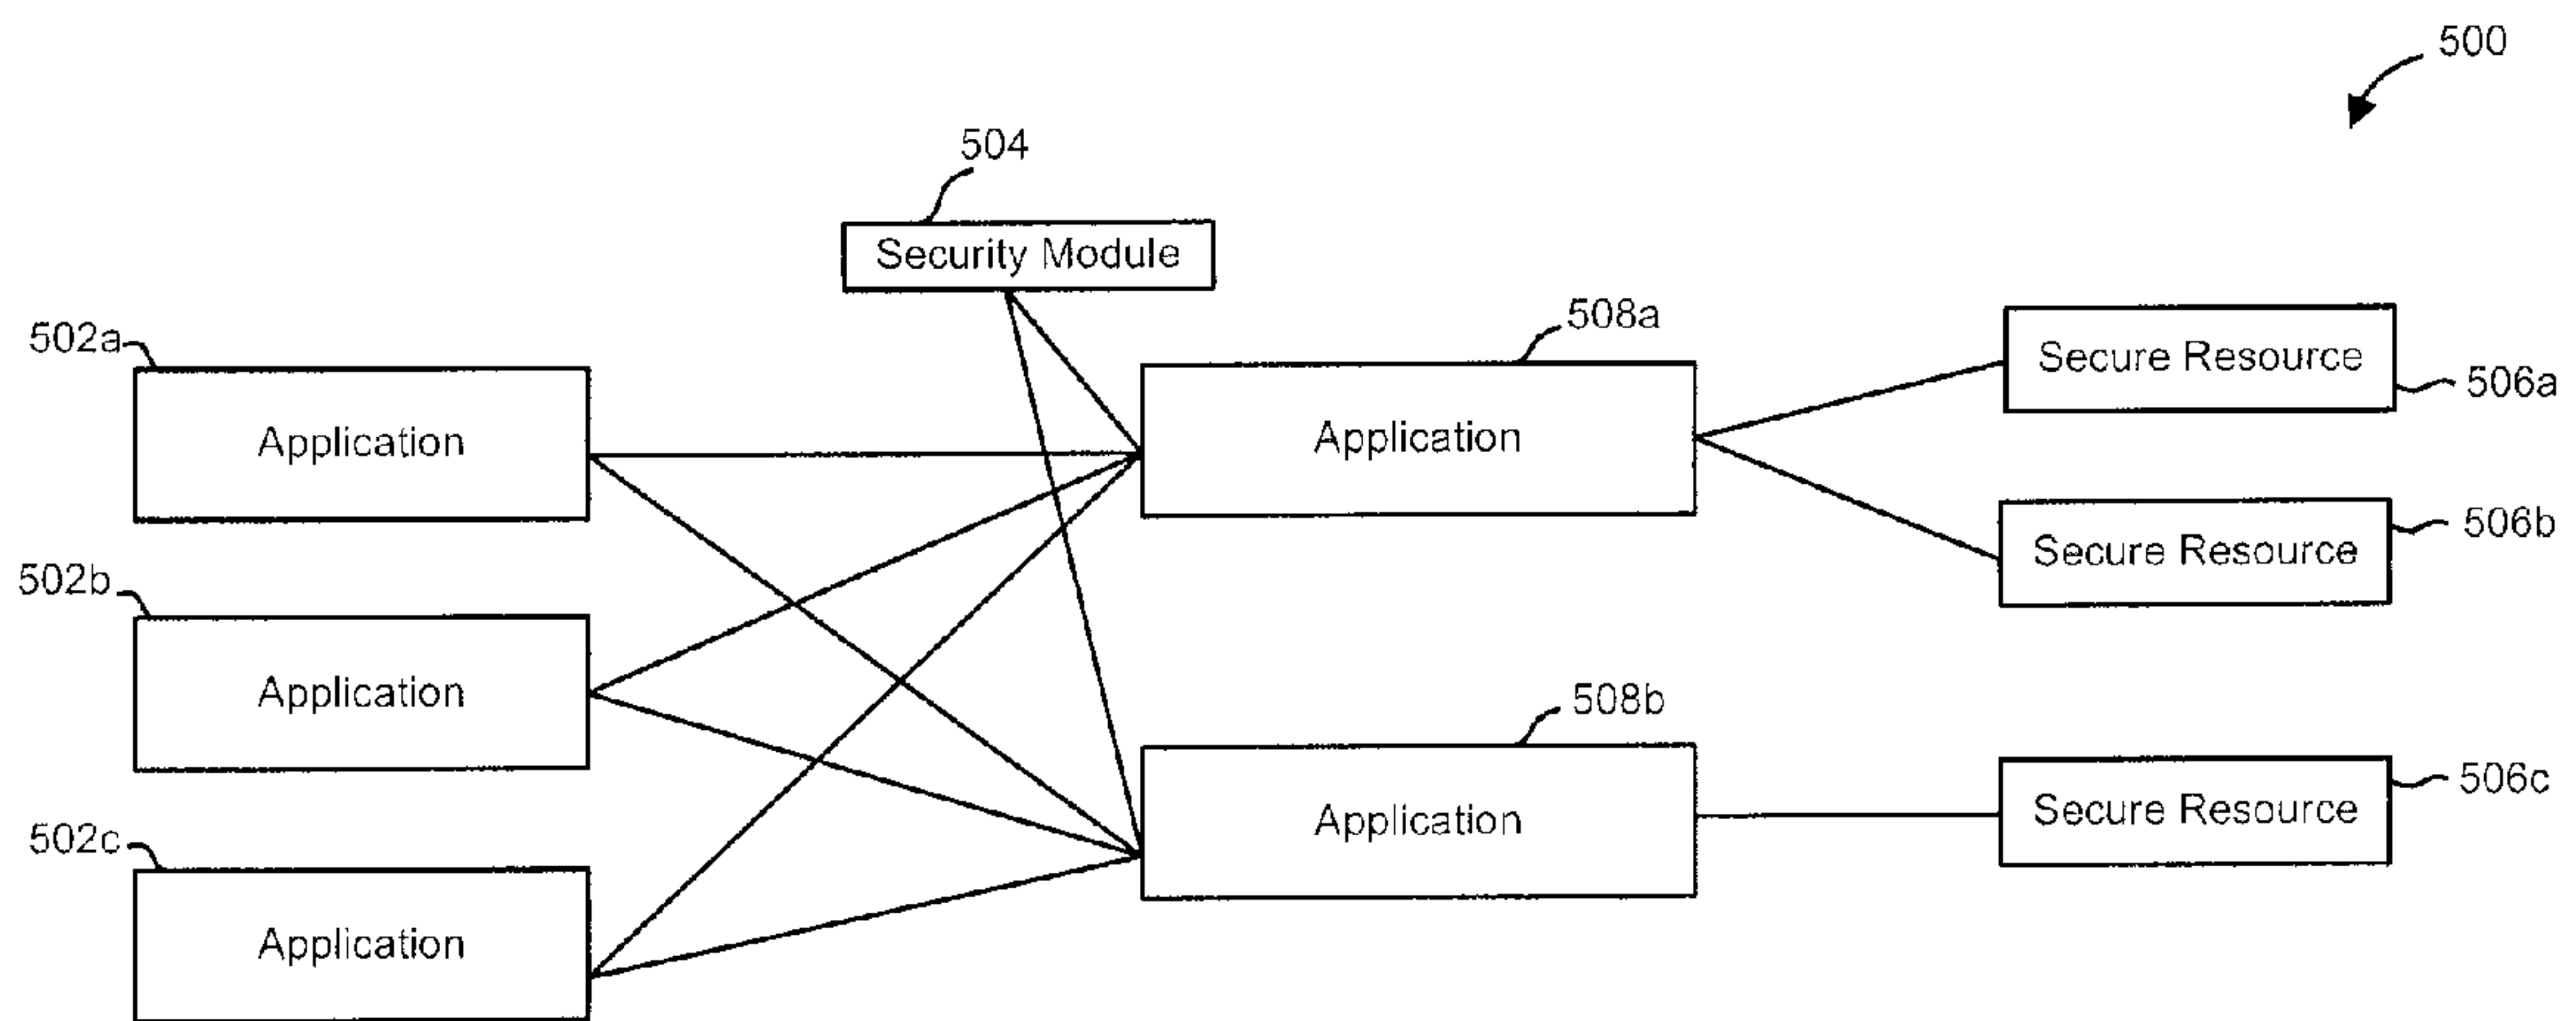 500
504
Security Module
508a
502a
Secure Resource
506a
Application
Application
506b
Secure Resource
502b
Application
508b
506c
Secure Resource
Application
502c
Application